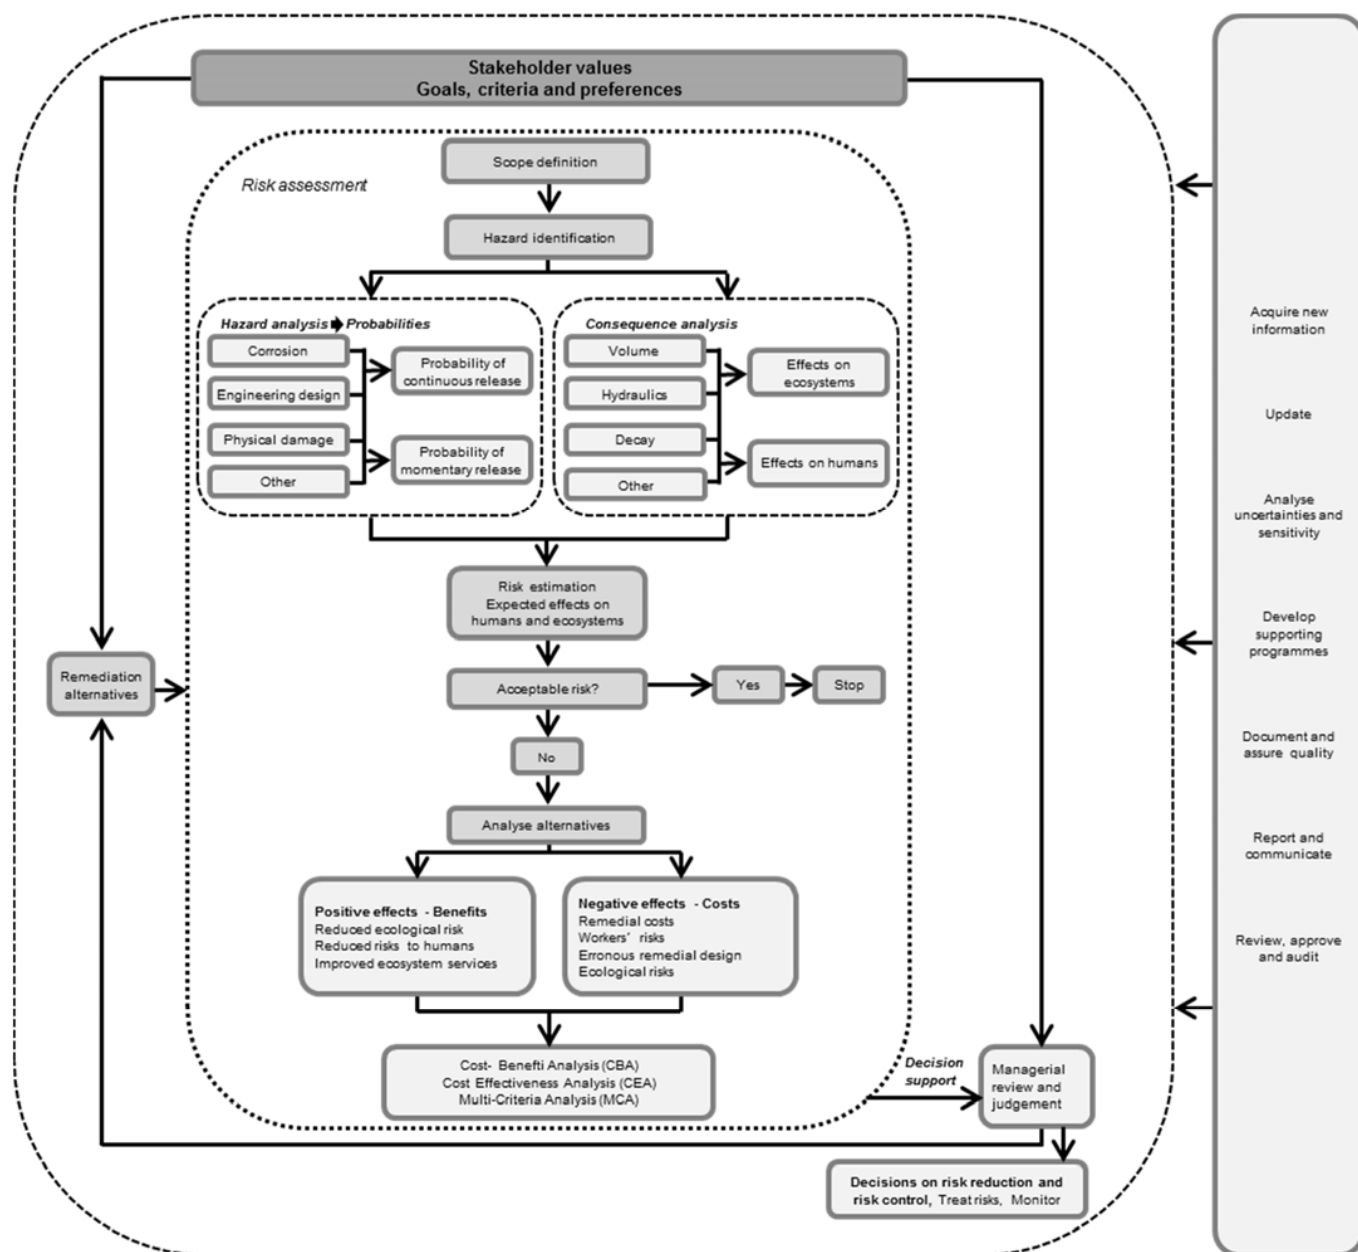 Stakeholder values
Goals, criteria and preferences
Risk assessment
Scope definition
Hazard identification
Hazard analysis Probabilities
Corrosion
Engineering design
Physical damage
Other
Probability of
continuous release
Probability of
momentary release
Consequence analysis
Volume
Hydraulics
Decay
Other
Effects on
ecosystems
Effects on humans
Risk estimation
Expected effects on
humans and ecosystems
Remediation
alternatives
Acceptable risk?
Yes
Stop
No
Analyse alternatives
Positive effects - Benefits
Reduced ecological risk
Reduced risks to humans
Improved ecosystem services
Negative effects - Costs
Remedial costs
Workers' risks
Erronous remedial design
Ecological risks
Cost- Benefti Analysis (CBA)
Cost Effectiveness Analysis (CEA)
Multi-Criteria Analysis (MCA)
Decision
support
Managerial
review and
judgement
Decisions on risk reduction and
risk control, Treat risks, Monitor
Acquire new
information
Update
Analyse
uncertainties and
sensitivity
Develop
supporting
programmes
Document and
assure quality
Report and
communicate
Review, approve
and audit